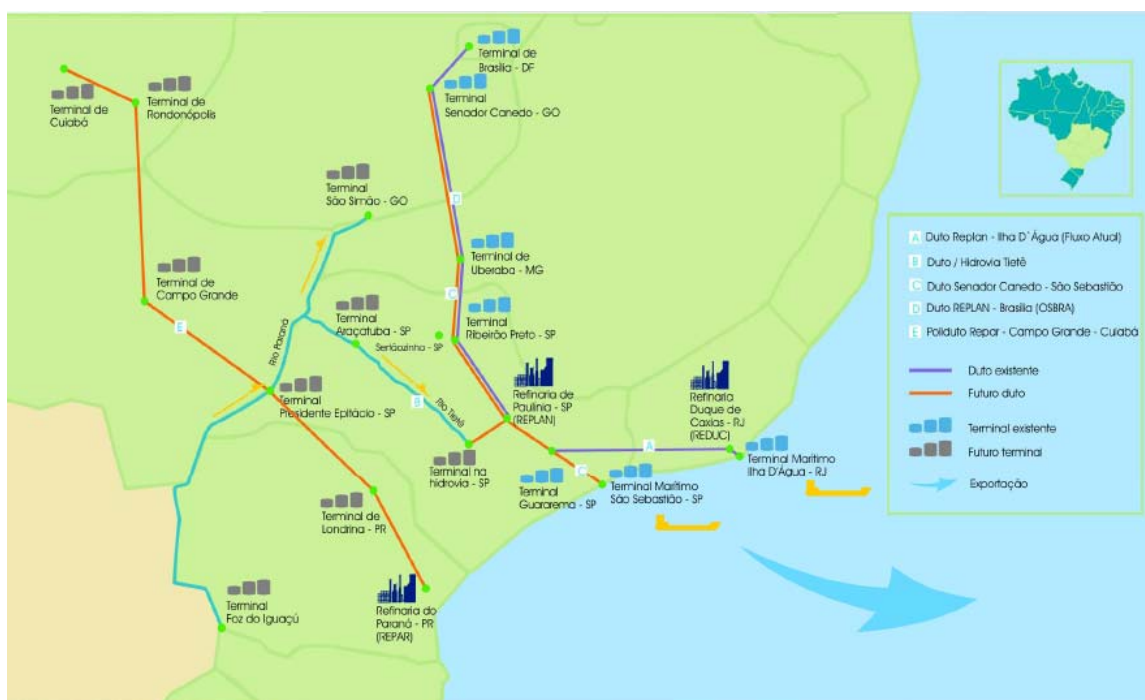 Terminal de
Brasília - DF
Terminal
Senador Canedo - GO
Terminal de
Cuiabá
Terminal de
Rondonópolis
Terminal
São Simão - GO
D
Terminal de
Uberaba - MG
C
Terminal de
Campo Grande
E
Rio Paraná
Terminal
Araçatuba - SP
Sertãozinho - SP
Terminal
Ribeirão Preto - SP
B
Rio Tietê
Terminal
Presidente Epitácio - SP
Refinaria de
Paulínia - SP
(REPLAN)
Refinaria
Duque de
Caxias - RJ
(REDUC)
A
Terminal Marítimo
Ilha D'Água - RJ
Terminal na
hidrovia - SP
C
Terminal
Guararema - SP
Terminal Marítimo
São Sebastião - SP
Terminal de
Londrina - PR
Terminal
Foz do Iguaçú
Refinaria do
Paraná - PR
(REPAR)
A Duto Replan - Ilha D`Água (Fluxo Atual)
B Duto / Hidrovia Tietê
C Duto Senador Canedo - São Sebastião
D Duto REPLAN - Brasília (OSBRA)
E Poliduto Repar - Campo Grande - Cuiabá
Duto existente
Futuro duto
Terminal existente
Futuro terminal
Exportação